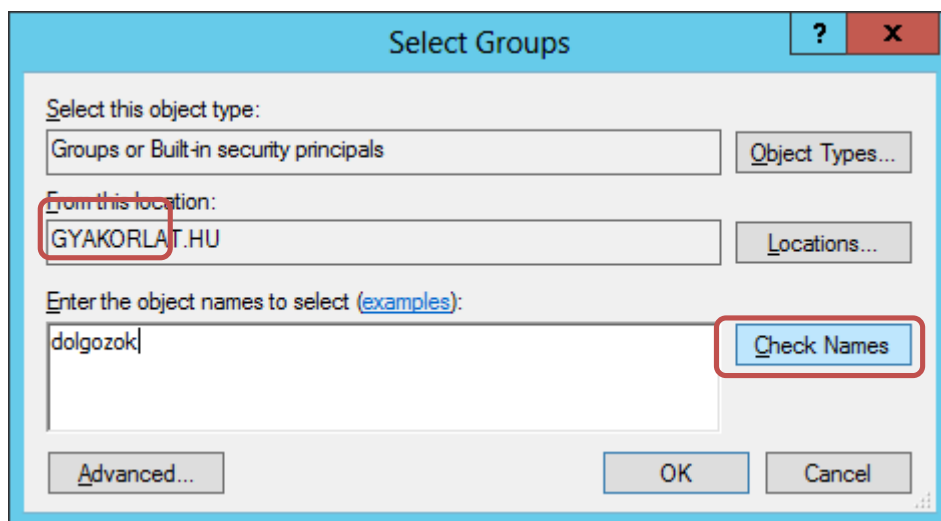 Select Groups
?
x
Select this object type:
Groups or Built-in security principals
Object Types...
From this location:
GYAKORLAT.HU
Locations...
Enter the object names to select (examples):
dolgozok
Check Names
Advanced...
OK
Cancel